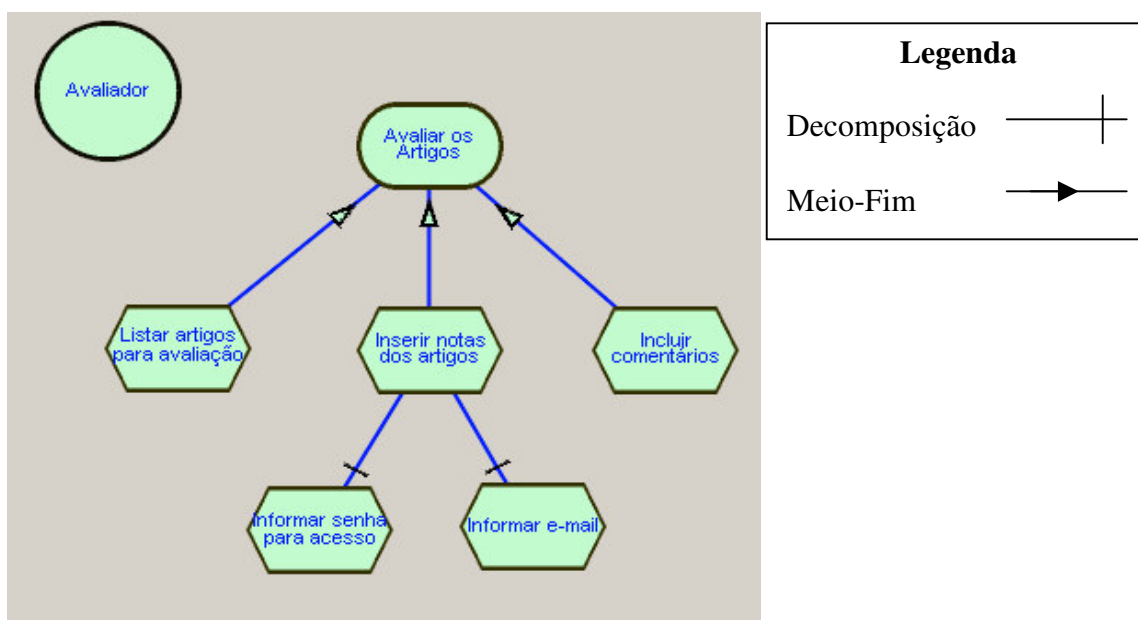 Avaliador
Avaliar os
Artigos
Listar artigos
para avaliação
Inserir notas
dos artigos
Incluir
comentários
Informar senha
para acesso
Informar e-mail
Legenda
Decomposição
Meio-Fim